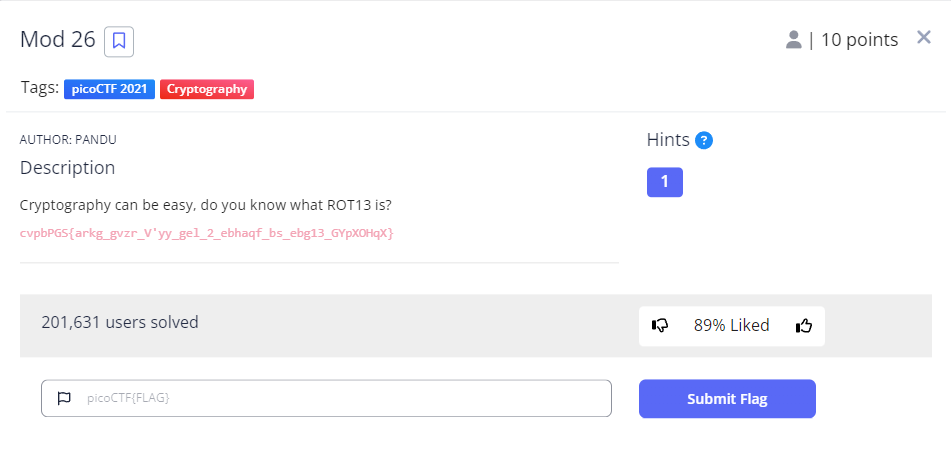 Mod 26
| 10 points
Tags: picoCTF 2021 Cryptography
AUTHOR: PANDU
Hints ?
Description
1
Cryptography can be easy, do you know what ROT13 is?
cvpbPGS{arkg_gvzr_V'yy_gel_2_ebhaqf_bs_ebg13_GYpXOHqX}
201,631 users solved
89% Liked
picoCTF{FLAG}
Submit Flag